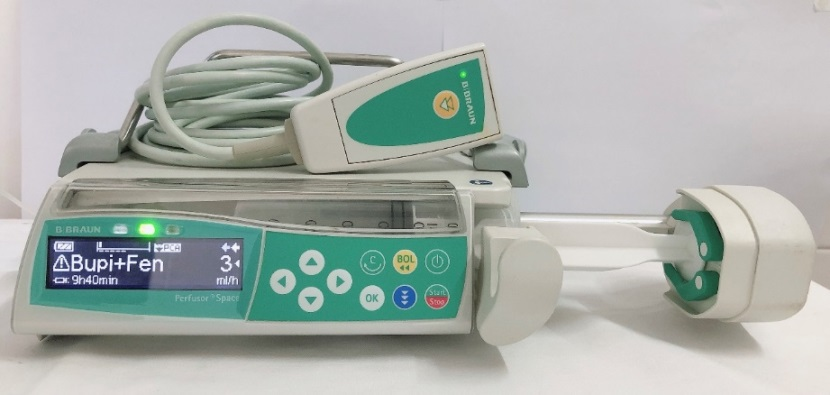 B|BRAUN
B|BRAUN
PCA
Bupi+Fen 3
9h40min ml/h
Perfusor® Space
BOL
OK
Start
Stop